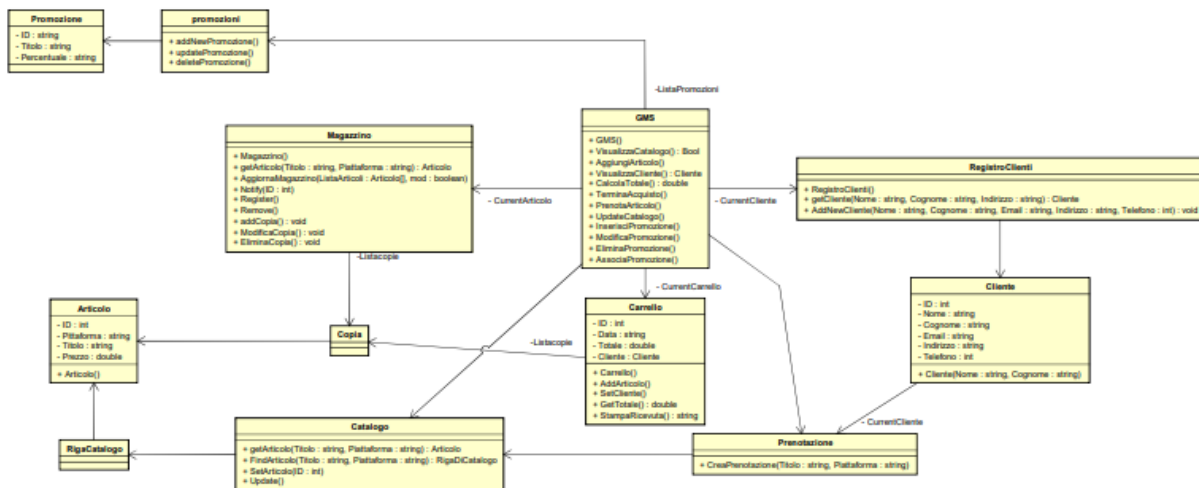 Promozione
- ID : string
- Titolo : string
- Percentuale : string
promozioni
+ addNewPromozione()
+ updatePromozione()
+ deletePromozione()
-ListaPromozioni
GMS
+ GMS()
+ VisualizzaCatalogo() : Bool
+ AggiungiArticolo()
+ VisualizzaCliente() : Cliente
+ CalcolaTotale() : double
+ TerminaAcquisto()
+ PrenotaArticolo()
+ UpdateCatalogo()
+ InserisciPromozione()
+ ModificaPromozione()
+ EliminaPromozione()
+ AssociaPromozione()
Magazzino
+ Magazzino()
+ getArticolo(Titolo : string, Piattaforma : string) : Articolo
+ AggiornaMagazzino(ListaArticoli : Articolo[], mod : boolean)
+ Notify(ID : int)
+ Register()
+ Remove()
+ addCopia() : void
+ ModificaCopia() : void
+ EliminaCopia() : void
- CurrentArticolo
- CurrentCliente
RegistroClienti
+ RegistroClienti()
+ getCliente(Nome : string, Cognome : string, Indirizzo : string) : Cliente
+ AddNewCliente(Nome : string, Cognome : string, Email : string, Indirizzo : string, Telefono : int) : void
-Listacopie
- CurrentCarrello
Cliente
- ID : int
- Nome : string
- Cognome : string
- Email : string
- Indirizzo : string
- Telefono : int
+ Cliente(Nome : string, Cognome : string)
Articolo
- ID : int
- Pittaforma : string
- Titolo : string
- Prezzo : double
+ Articolo()
Copia
-Listacopie
Carrello
- ID : int
- Data : string
- Totale : double
- Cliente : Cliente
+ Carrello()
+ AddArticolo()
+ SetCliente()
+ GetTotale() : double
+ StampaRicevuta() : string
- CurrentCliente
RigaCatalogo
Catalogo
+ getArticolo(Titolo : string, Piattaforma : string) : Articolo
+ FindArticolo(Titolo : string, Piattaforma : string) : RigaDiCatalogo
+ SetArticolo(ID : int)
+ Update()
Prenotazione
+ CreaPrenotazione(Titolo : string, Piattaforma : string)